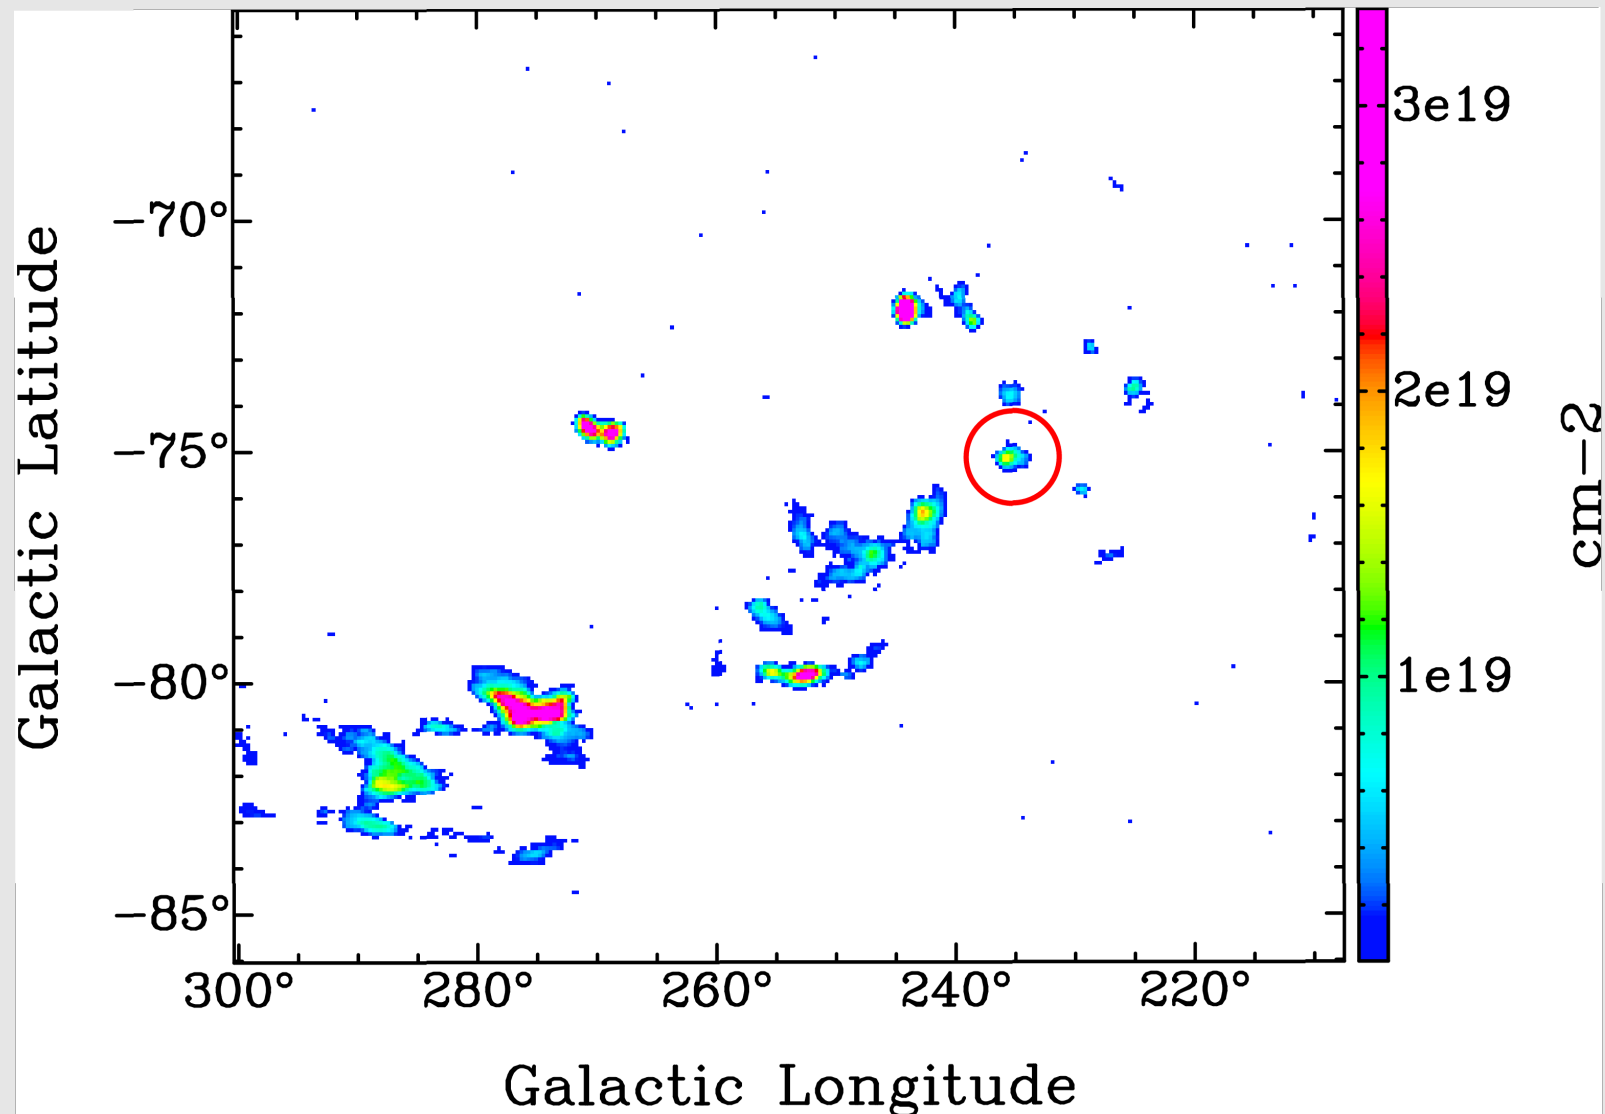 3e19
-70°
2e19
-75°
1e19
-80°
-85°
300° 280° 260° 240° 220°
Galactic Latitude
cm-2
Galactic Longitude